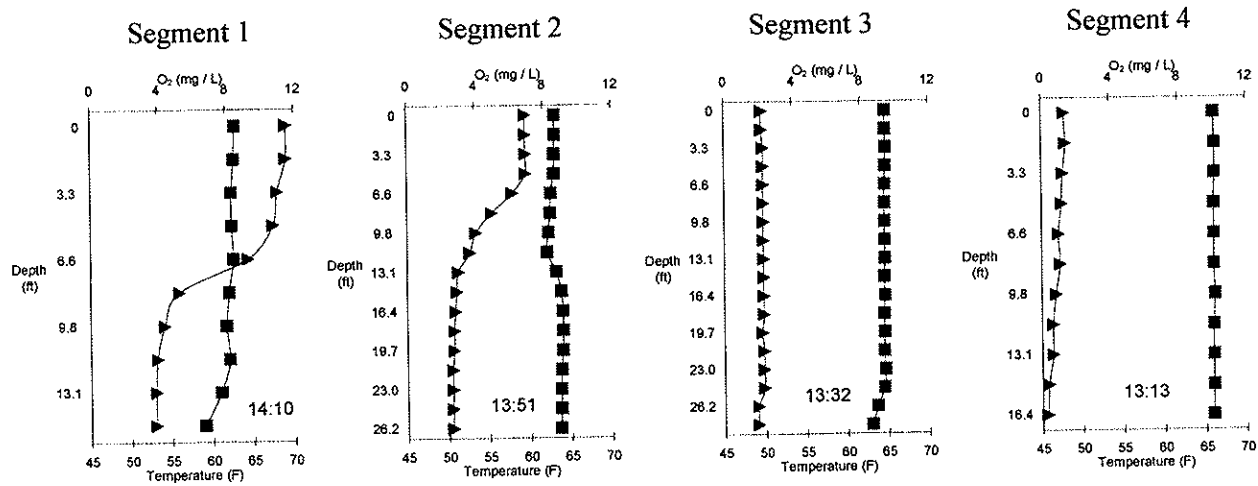 Segment 1
O₂ (mg / L)
0 4 8 12
0
3.3
6.6
9.8
13.1
Depth
(ft)
14:10
45 50 55 60 65 70
Temperature (F)
Segment 2
O₂ (mg / L)
0 4 8 12
0
3.3
6.6
9.8
13.1
16.4
19.7
23.0
26.2
Depth
(ft)
13:51
45 50 55 60 65 70
Temperature (F)
Segment 3
O₂ (mg / L)
0 4 8 12
0
3.3
6.6
9.8
13.1
16.4
19.7
23.0
26.2
Depth
(ft)
13:32
45 50 55 60 65 70
Temperature (F)
Segment 4
O₂ (mg / L)
0 4 8 12
0
3.3
6.6
9.8
13.1
16.4
Depth
(ft)
13:13
45 50 55 60 65 70
Temperature (F)